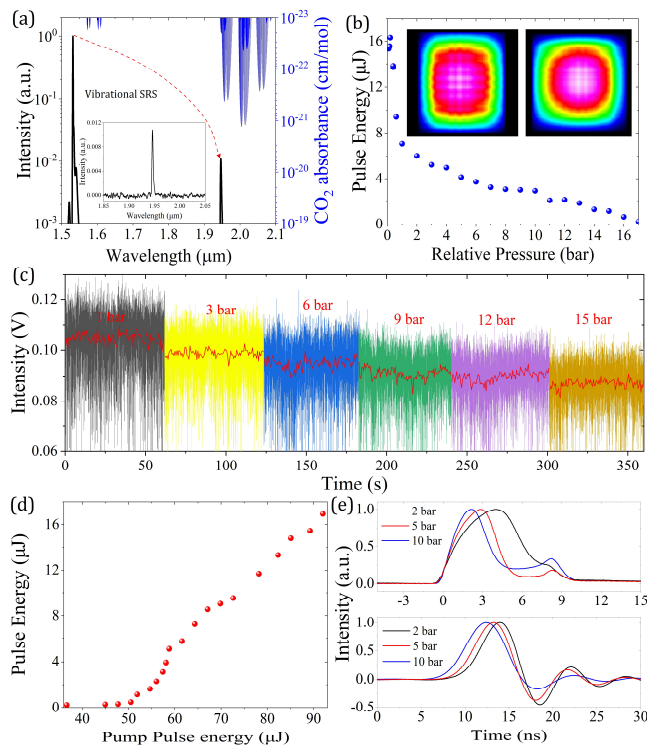 (a)
10⁰
10⁻¹
10⁻²
10⁻³
Intensity (a.u.)
Vibrational SRS
0.012
0.006
0.000
Intensity (a.u.)
1.85 1.90 1.95 2.00 2.05
Wavelength (μm)
1.5 1.6 1.7 1.8 1.9 2.0 2.1
Wavelength (μm)
10⁻²³
10⁻²²
10⁻²¹
10⁻²⁰
10⁻¹⁹
CO₂ absorbance (cm/mol)
(b)
16
12
8
4
0
Pulse Energy (μJ)
0 2 4 6 8 10 12 14 16
Relative Pressure (bar)
(c)
0.12
0.10
0.08
0.06
Intensity (V)
3 bar 6 bar 9 bar 12 bar 15 bar
0 50 100 150 200 250 300 350
Time (s)
(d)
16
12
8
4
0
Pulse Energy (μJ)
40 50 60 70 80 90
Pump Pulse energy (μJ)
(e)
1.0
0.5
0.0
2 bar
5 bar
10 bar
-3 0 3 6 9 12 15
Intensity (a.u.)
1.0
0.5
0.0
-0.5
2 bar
5 bar
10 bar
0 5 10 15 20 25 30
Time (ns)